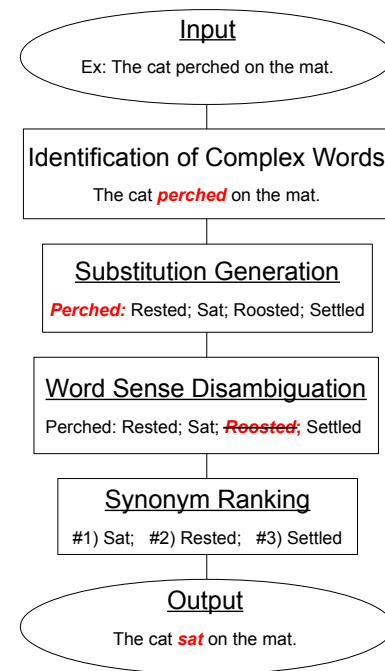 Input
Ex: The cat perched on the mat.
Identification of Complex Words
The cat perched on the mat.
Substitution Generation
Perched: Rested; Sat; Roosted; Settled
Word Sense Disambiguation
Perched: Rested; Sat; Roosted; Settled
Synonym Ranking
#1) Sat; #2) Rested; #3) Settled
Output
The cat sat on the mat.